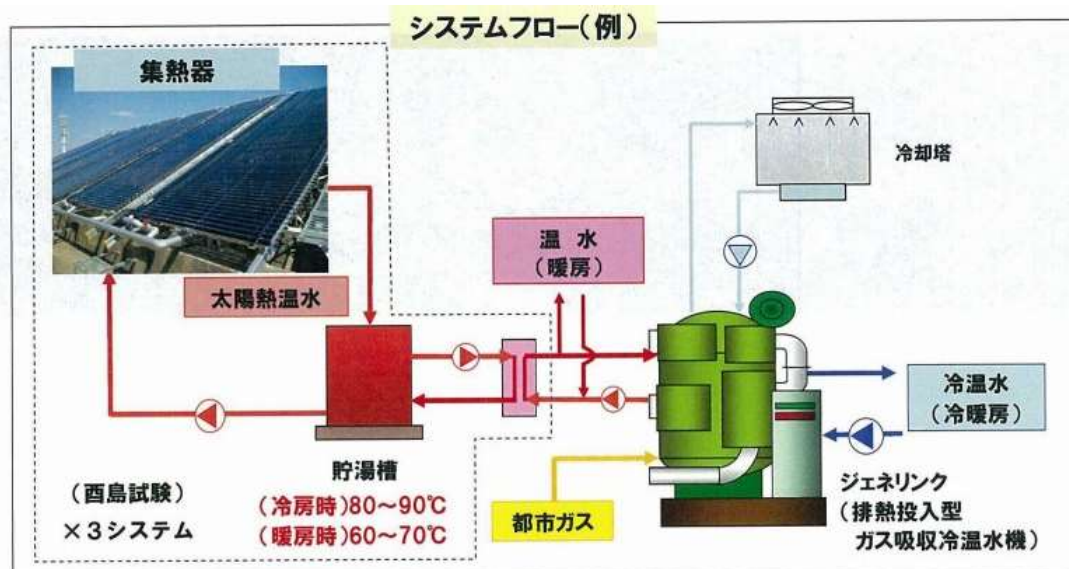 システムフロー(例)
集熱器
太陽熱温水
温 水
(暖房)
冷却塔
冷温水
(冷暖房)
貯湯槽
(冷房時)80~90℃
(暖房時)60~70℃
(酉島試験)
×3システム
都市ガス
ジェネリンク
(排熱投入型
ガス吸収冷温水機)